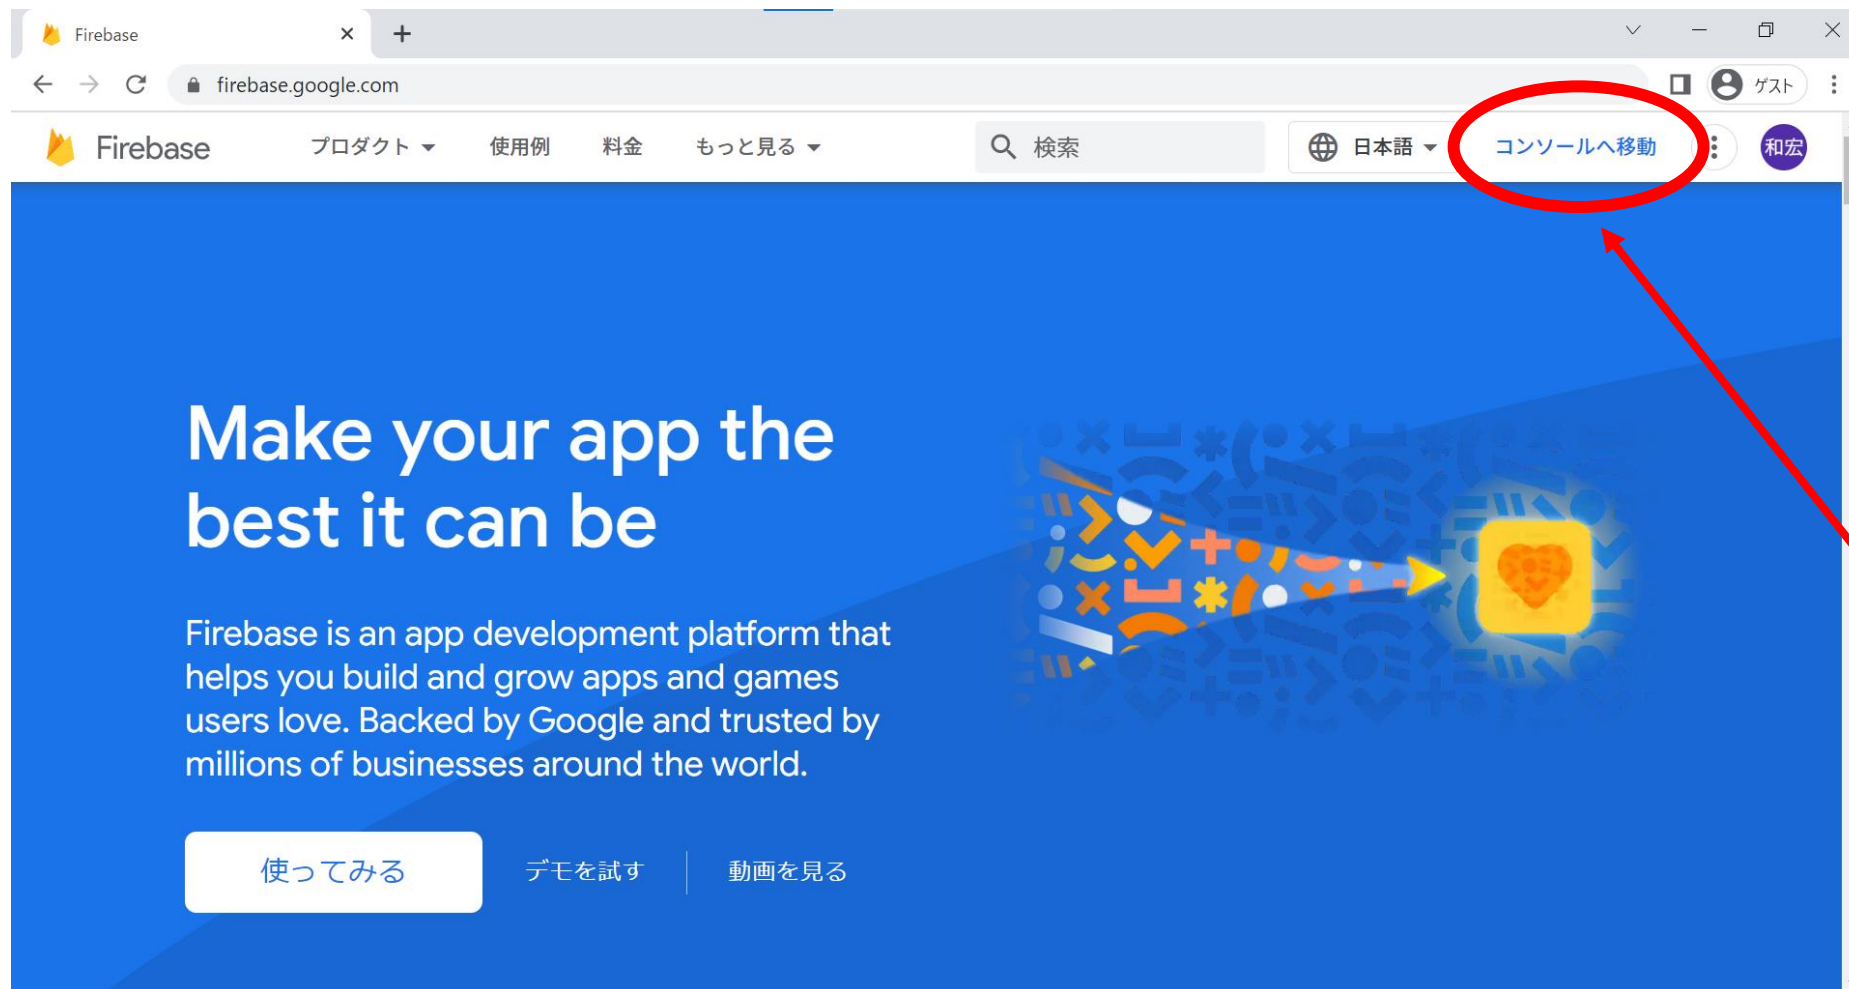 Firebase
firebase.google.com
ゲスト
Firebase
プロダクト
使用例
料金
もっと見る
検索
日本語
コンソールへ移動
和宏
Make your app the
best it can be
Firebase is an app development platform that
helps you build and grow apps and games
users love. Backed by Google and trusted by
millions of businesses around the world.
使ってみる
デモを試す
動画を見る